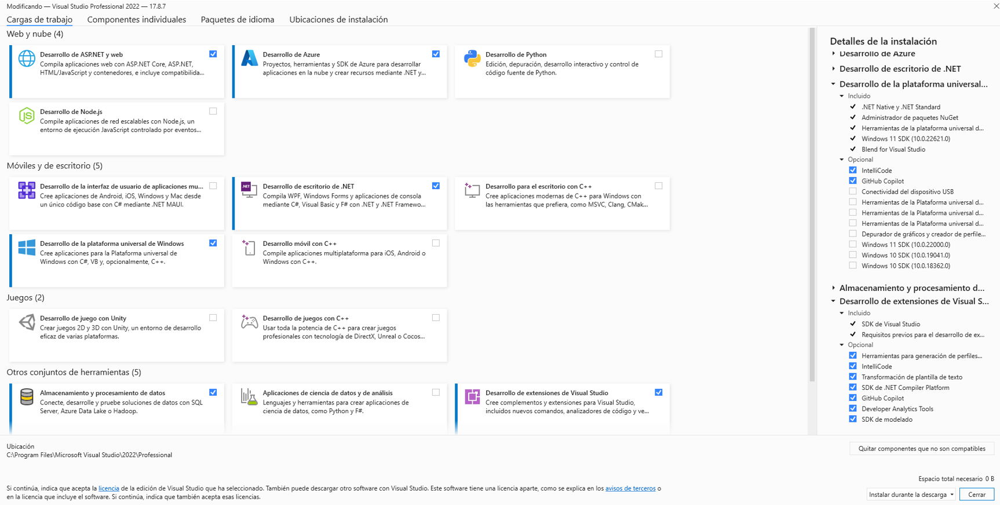 Modificando — Visual Studio Professional 2022 — 17.8.7
Cargas de trabajo
Componentes individuales
Paquetes de idioma
Ubicaciones de instalación
Web y nube (4)
Desarrollo de ASP.NET y web
Compila aplicaciones web con ASP.NET Core, ASP.NET,
HTML/JavaScript y contenedores, e incluye compatibilida...
Desarrollo de Azure
Proyectos, herramientas y SDK de Azure para desarrollar
aplicaciones en la nube y crear recursos mediante .NET y...
Desarrollo de Python
Edición, depuración, desarrollo interactivo y control de
código fuente de Python.
Desarrollo de Node.js
Compile aplicaciones de red escalables con Node.js, un
entorno de ejecución JavaScript controlado por eventos...
Móviles y de escritorio (5)
Desarrollo de la interfaz de usuario de aplicaciones mu...
Cree aplicaciones de Android, iOS, Windows y Mac desde
un único código base con C# mediante .NET MAUI.
.NET
Desarrollo de escritorio de .NET
Compila WPF, Windows Forms y aplicaciones de consola
mediante C#, Visual Basic y F# con .NET y .NET Framewo...
Desarrollo para el escritorio con C++
Cree aplicaciones modernas de C++ para Windows con
las herramientas que prefiera, como MSVC, Clang, CMak...
Desarrollo de la plataforma universal de Windows
Cree aplicaciones para la Plataforma universal de
Windows con C#, VB y, opcionalmente, C++.
Desarrollo móvil con C++
Compile aplicaciones multiplataforma para iOS, Android o
Windows con C++.
Juegos (2)
Desarrollo de juego con Unity
Crear juegos 2D y 3D con Unity, un entorno de desarrollo
eficaz de varias plataformas.
Desarrollo de juegos con C++
Usar toda la potencia de C++ para crear juegos
profesionales con tecnología de DirectX, Unreal o Cocos...
Otros conjuntos de herramientas (5)
Almacenamiento y procesamiento de datos
Conecte, desarrolle y pruebe soluciones de datos con SQL
Server, Azure Data Lake o Hadoop.
Aplicaciones de ciencia de datos y de análisis
Lenguajes y herramientas para crear aplicaciones de
ciencia de datos, como Python y F#.
Desarrollo de extensiones de Visual Studio
Cree complementos y extensiones para Visual Studio,
incluidos nuevos comandos, analizadores de código y ve...
Detalles de la instalación
Desarrollo de Azure
Desarrollo de escritorio de .NET
Desarrollo de la plataforma universal...
Incluido
.NET Native y .NET Standard
Administrador de paquetes NuGet
Herramientas de la plataforma universal d...
Windows 11 SDK (10.0.22621.0)
Blend for Visual Studio
Opcional
IntelliCode
GitHub Copilot
Conectividad del dispositivo USB
Herramientas de la Plataforma universal d...
Herramientas de la Plataforma universal d...
Herramientas de la Plataforma universal d...
Depurador de gráficos y creador de perfile...
Windows 11 SDK (10.0.22000.0)
Windows 10 SDK (10.0.19041.0)
Windows 10 SDK (10.0.18362.0)
Almacenamiento y procesamiento d...
Desarrollo de extensiones de Visual S...
Incluido
SDK de Visual Studio
Requisitos previos para el desarrollo de ex...
Opcional
Herramientas para generación de perfiles...
IntelliCode
Transformación de plantilla de texto
SDK de .NET Compiler Platform
GitHub Copilot
Developer Analytics Tools
SDK de modelado
Ubicación
C:\Program Files\Microsoft Visual Studio\2022\Professional
Quitar componentes que no son compatibles
Espacio total necesario 0 B
Si continúa, indica que acepta la licencia de la edición de Visual Studio que ha seleccionado. También puede descargar otro software con Visual Studio. Este software tiene una licencia aparte, como se explica en los avisos de terceros o
en la licencia que incluye el software. Si continúa, indica que también acepta esas licencias.
Instalar durante la descarga
Cerrar